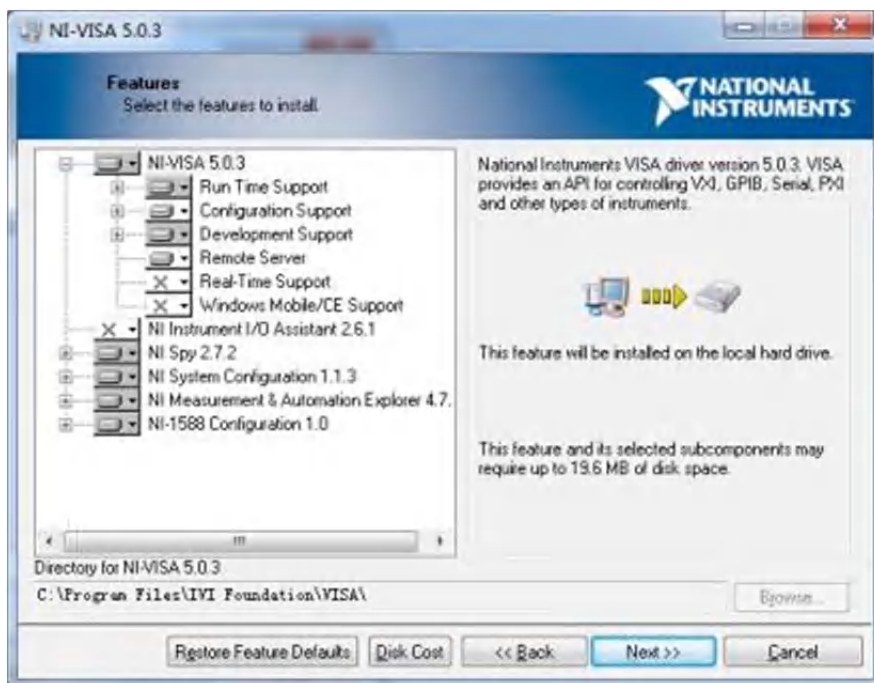 NI-VISA 5.0.3
Features
Select the features to install.
NATIONAL
INSTRUMENTS
NI-VISA 5.0.3
Run Time Support
Configuration Support
Development Support
Remote Server
Real-Time Support
Windows Mobile/CE Support
NI Instrument I/O Assistant 2.6.1
NI Spy 2.7.2
NI System Configuration 1.1.3
NI Measurement & Automation Explorer 4.7.
NI-1588 Configuration 1.0
National Instruments VISA driver version 5.0.3. VISA
provides an API for controlling VXI, GPIB, Serial, PXI
and other types of instruments.
This feature will be installed on the local hard drive.
This feature and its selected subcomponents may
require up to 19.6 MB of disk space.
Directory for NI-VISA 5.0.3
C:\Program Files\IVI Foundation\VISA\
Browse...
Restore Feature Defaults
Disk Cost
<< Back
Next >>
Cancel